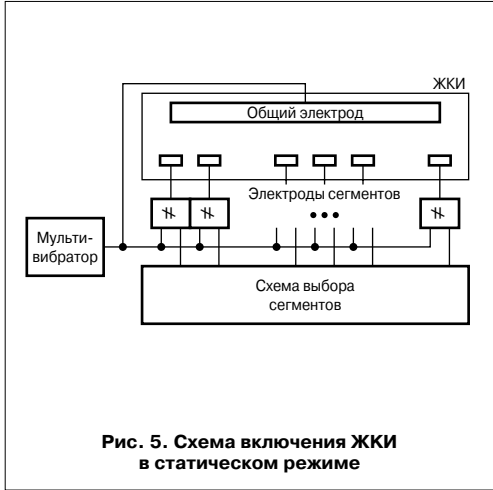 ЖКИ
Общий электрод
Электроды сегментов
≠ ≠ • • • ≠
Мульти-
вибратор
Схема выбора
сегментов
Рис. 5. Схема включения ЖКИ
в статическом режиме